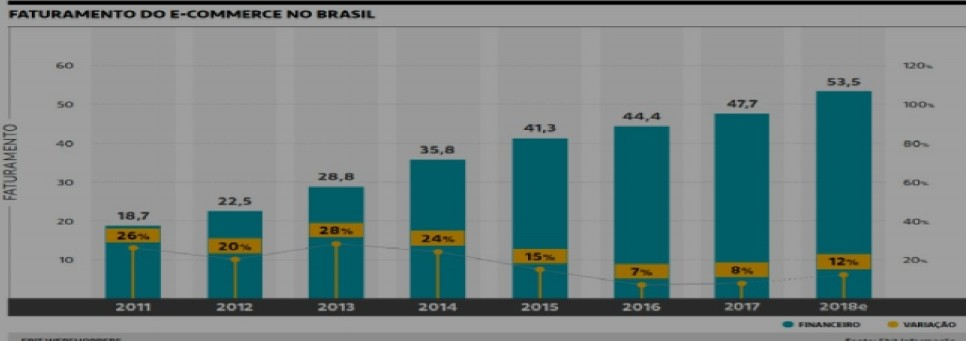 FATURAMENTO DO E-COMMERCE NO BRASIL
60 120%
50 100%
40 80%
30 60%
20 40%
10 20%
FATURAMENTO
18,7 22,5 28,8 35,8 41,3 44,4 47,7 53,5
26% 20% 28% 24% 15% 7% 8% 12%
2011 2012 2013 2014 2015 2016 2017 2018e
FINANCEIRO VARIAÇÃO